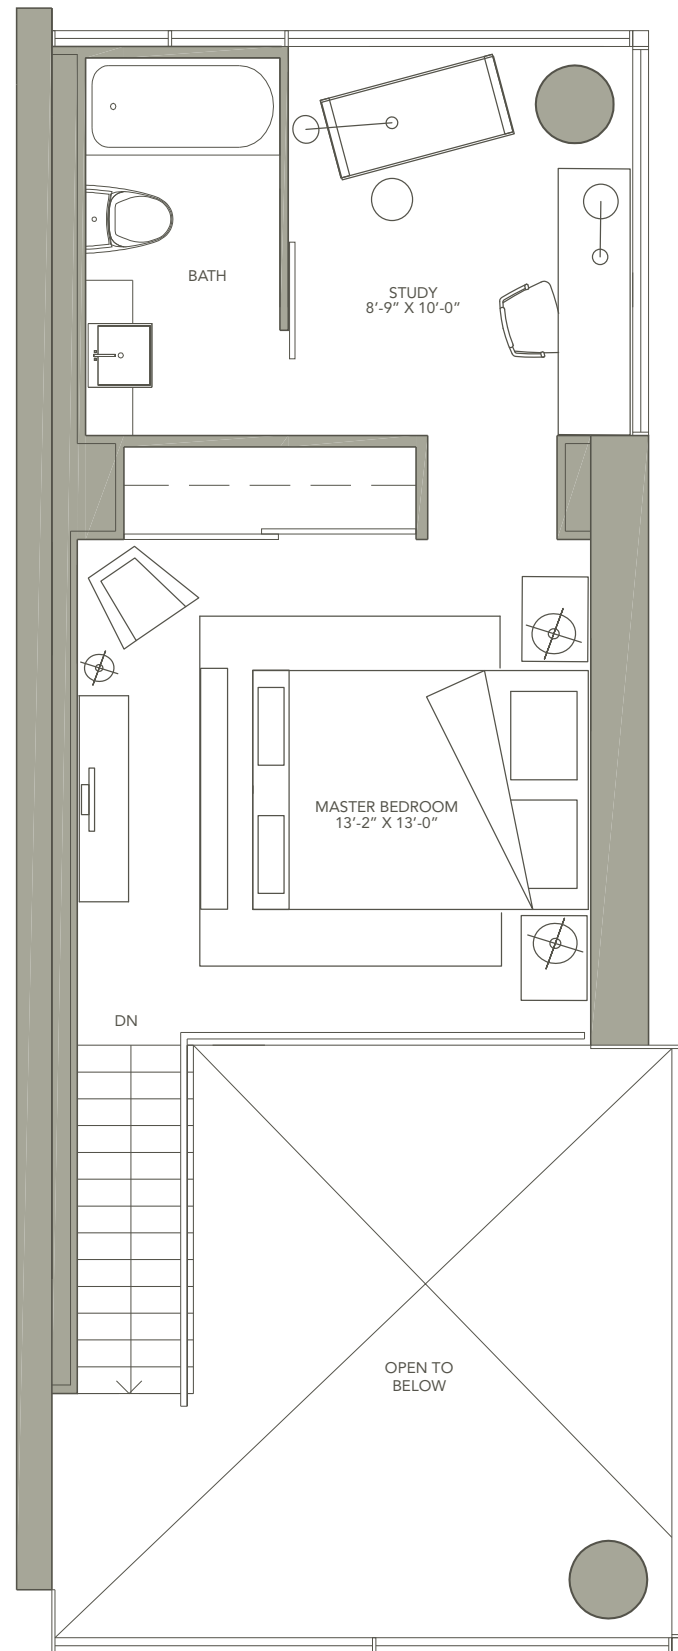 BATH
STUDY
8'-9" X 10'-0"
MASTER BEDROOM
13'-2" X 13'-0"
DN
OPEN TO
BELOW